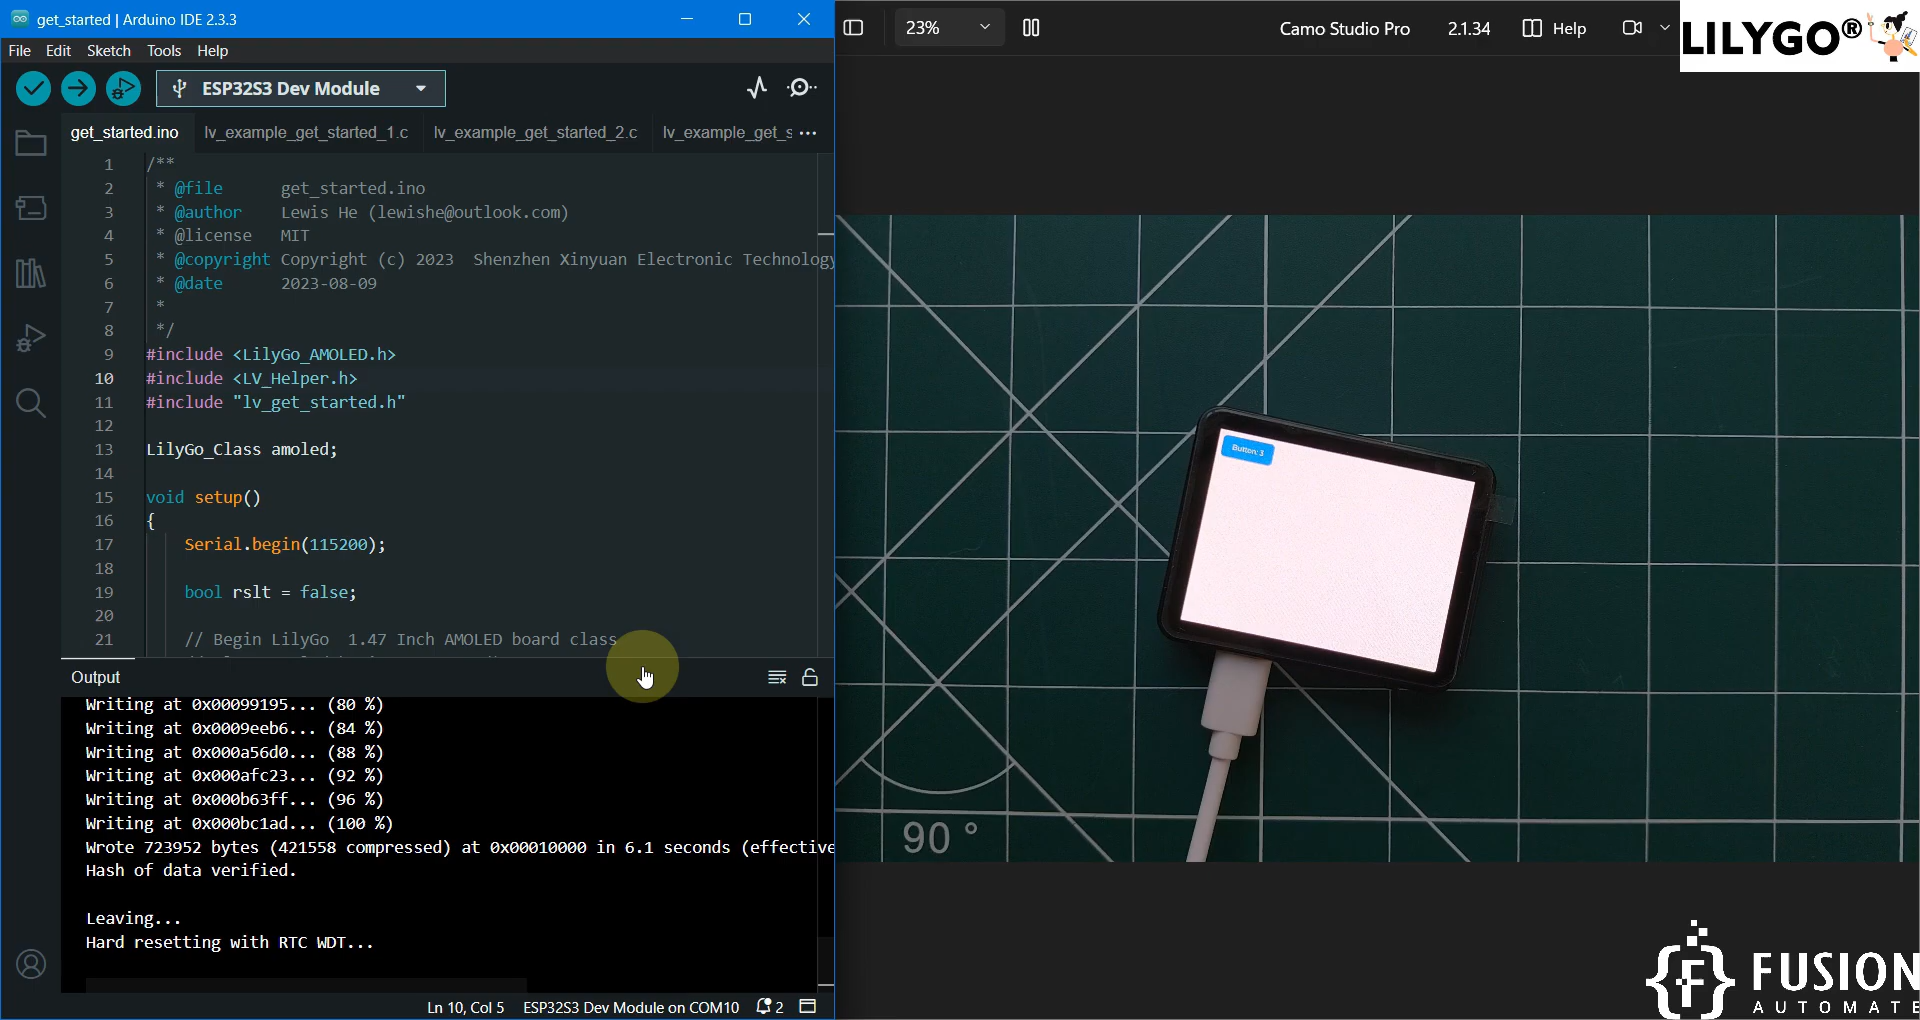 get_started | Arduino IDE 2.3.3
File Edit Sketch Tools Help
ESP32S3 Dev Module
get_started.ino lv_example_get_started_1.c lv_example_get_started_2.c lv_example_get_s ...
1 /**
2 * @file get_started.ino
3 * @author Lewis He (lewishe@outlook.com)
4 * @license MIT
5 * @copyright Copyright (c) 2023 Shenzhen Xinyuan Electronic Technology
6 * @date 2023-08-09
7 *
8 */
9 #include <LilyGo_AMOLED.h>
10 #include <LV_Helper.h>
11 #include "lv_get_started.h"
12
13 LilyGo_Class amoled;
14
15 void setup()
16 {
17 Serial.begin(115200);
18
19 bool rslt = false;
20
21 // Begin LilyGo 1.47 Inch AMOLED board class
Output
Writing at 0x00099195... (80 %)
Writing at 0x0009eeb6... (84 %)
Writing at 0x000a56d0... (88 %)
Writing at 0x000afc23... (92 %)
Writing at 0x000b63ff... (96 %)
Writing at 0x000bc1ad... (100 %)
Wrote 723952 bytes (421558 compressed) at 0x00010000 in 6.1 seconds (effective
Hash of data verified.
Leaving...
Hard resetting with RTC WDT...
Ln 10, Col 5 ESP32S3 Dev Module on COM10 2
23% Camo Studio Pro 2.1.34 Help
LILYGO®
Button: 3
90°
FUSION
AUTOMATE